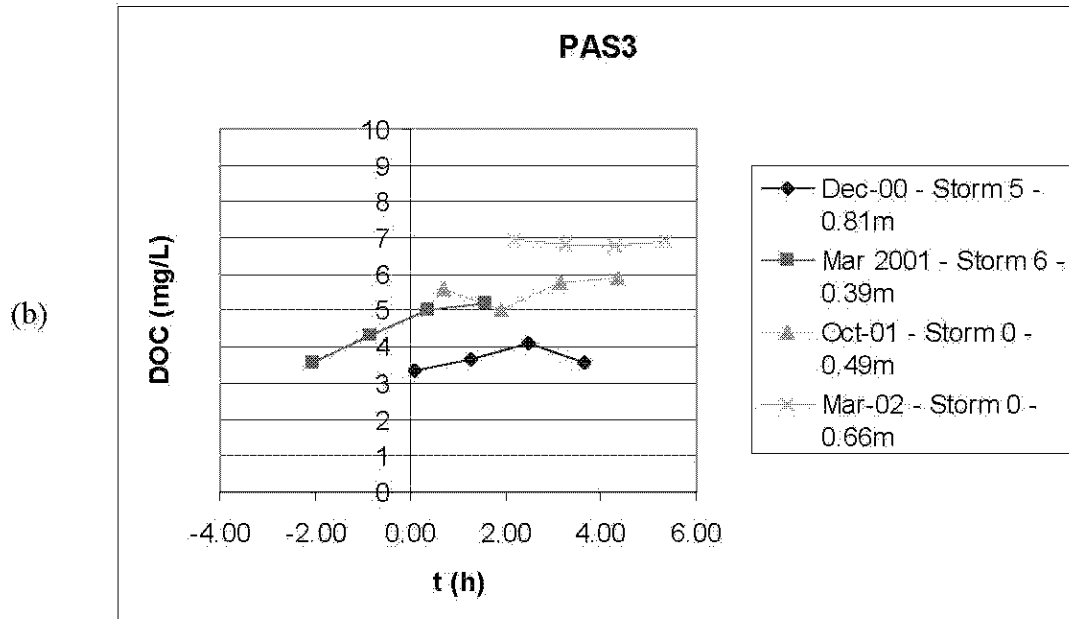 PAS3
(b)
DOC (mg/L)
10
9
8
7
6
5
4
3
2
1
0
-4.00 -2.00 0.00 2.00 4.00 6.00
t (h)
Dec-00 - Storm 5 -
0.81m
Mar 2001 - Storm 6 -
0.39m
Oct-01 - Storm 0 -
0.49m
Mar-02 - Storm 0 -
0.66m